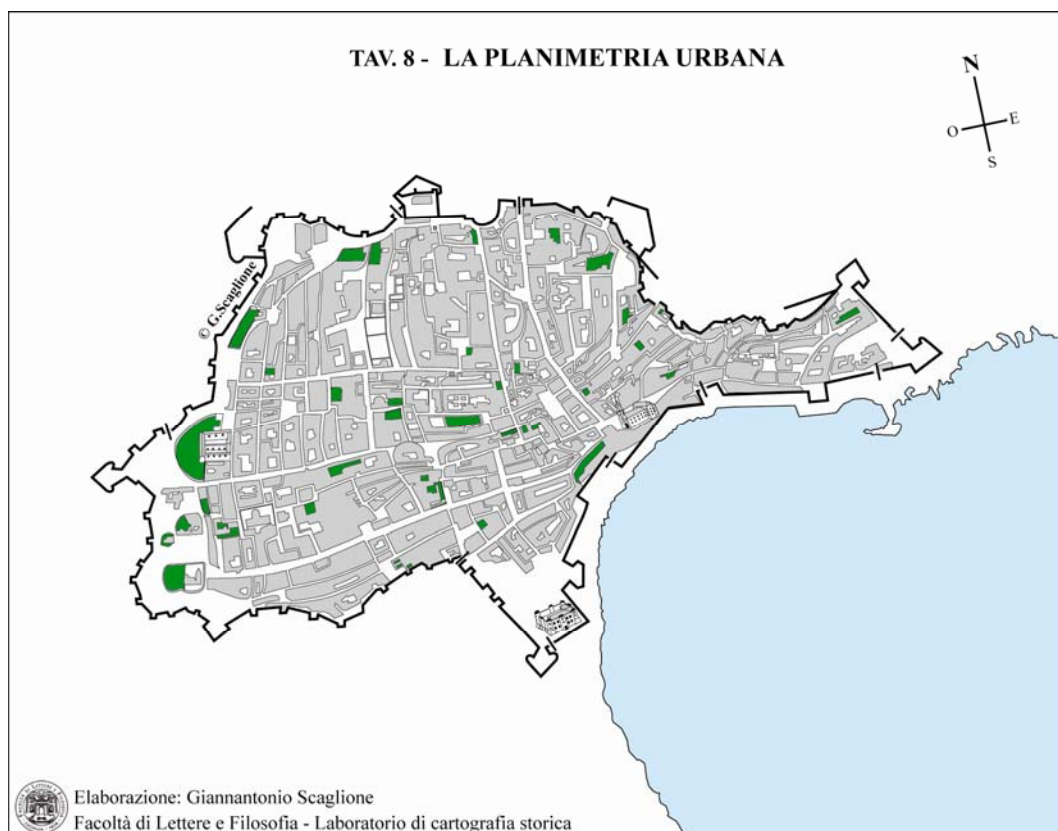 TAV. 8 - LA PLANIMETRIA URBANA
N
O E
S
© G.Scaglione
Elaborazione: Giannantonio Scaglione
Facoltà di Lettere e Filosofia - Laboratorio di cartografia storica